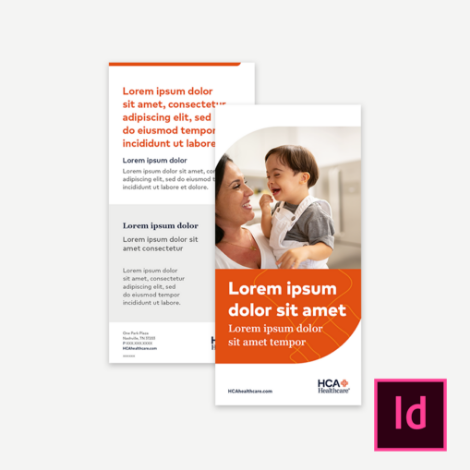 Lorem ipsum dolor
sit amet, consectetur
adipiscing elit, sed
do eiusmod tempor
incididunt ut labore
Lorem ipsum dolor
Lorem ipsum dolor sit amet, co
adipiscing elit, sed do eiusmod
incididunt ut labore et dolore.
Lorem ipsum dolor
Lorem ipsum dolor sit
amet consectetur
Lorem ipsum dolor sit
amet, consectetur
adipiscing elit, sed do
eiusmod tempor
incididunt ut labore.
One Park Plaza
Nashville, TN
HCAhealthcare.com
H
Lorem ipsum
dolor sit amet
Lorem ipsum dolor
sit amet tempor
HCAhealthcare.com
HCA
Healthcare®
Id